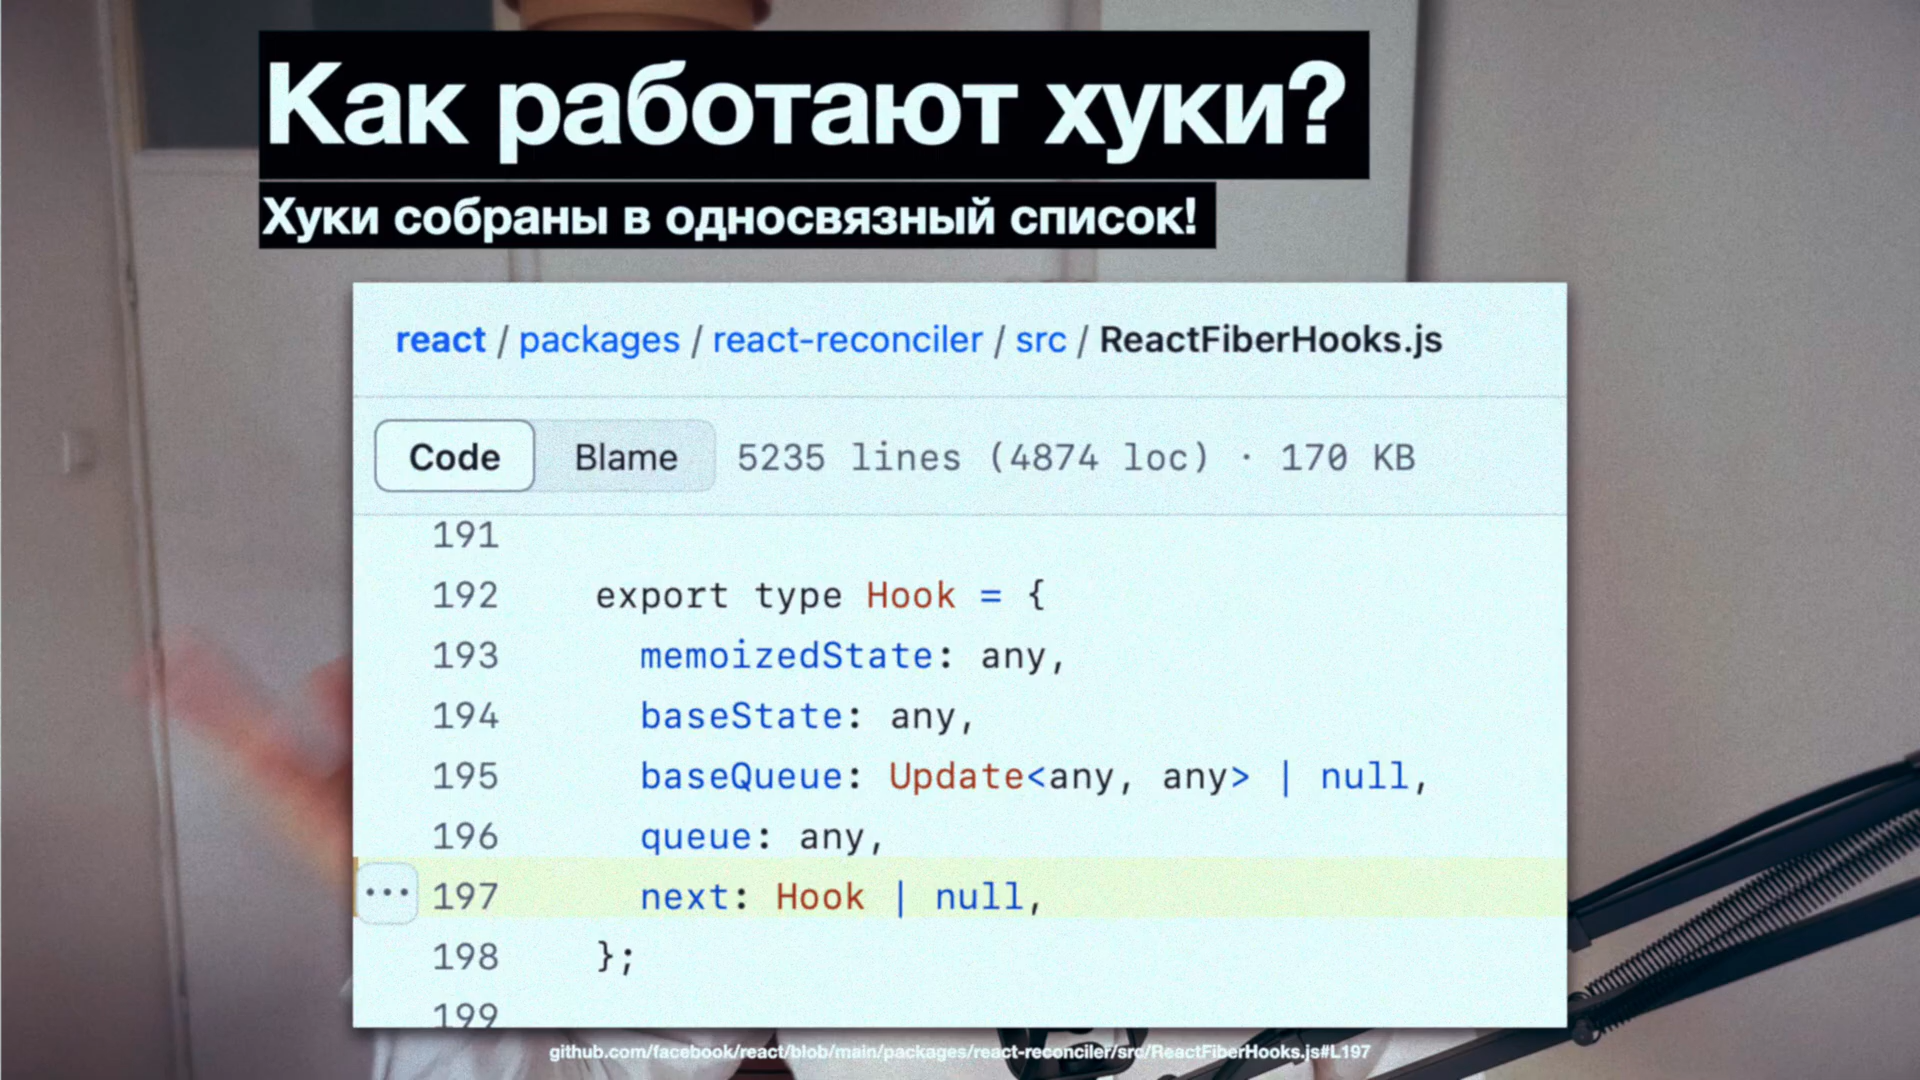 Как работают хуки?
Хуки собраны в односвязный список!
react / packages / react-reconciler / src / ReactFiberHooks.js
Code Blame 5235 lines (4874 loc) · 170 KB
191
192 export type Hook = {
193 memoizedState: any,
194 baseState: any,
195 baseQueue: Update<any, any> | null,
196 queue: any,
197 next: Hook | null,
198 };
199
github.com/facebook/react/blob/main/packages/react-reconciler/src/ReactFiberHooks.js#L197